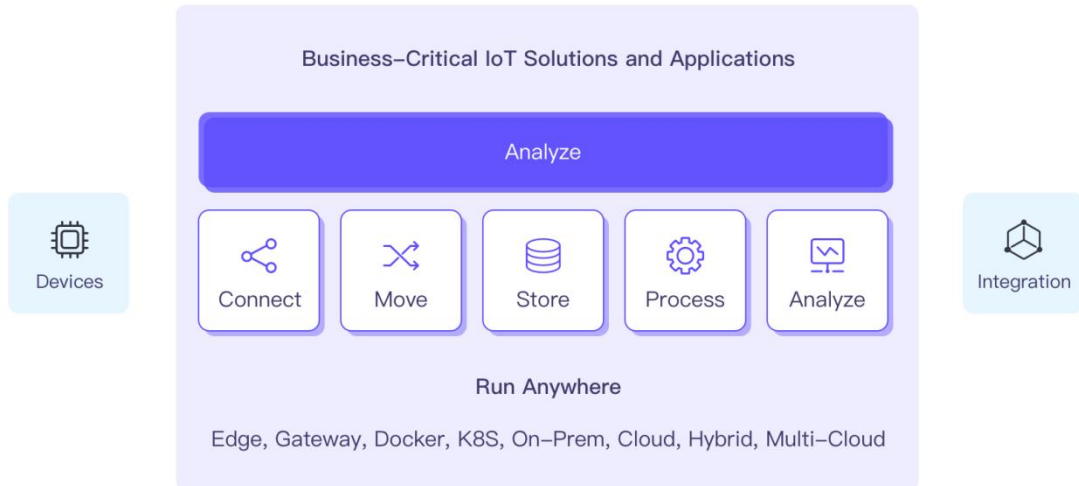 Business-Critical IoT Solutions and Applications
Analyze
Devices
Connect
Move
Store
Process
Analyze
Integration
Run Anywhere
Edge, Gateway, Docker, K8S, On-Prem, Cloud, Hybrid, Multi-Cloud